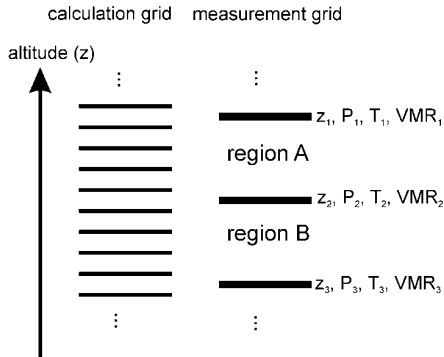 calculation grid measurement grid
altitude (z)
⋮ ⋮
z₁, P₁, T₁, VMR₁
region A
z₂, P₂, T₂, VMR₂
region B
z₃, P₃, T₃, VMR₃
⋮ ⋮